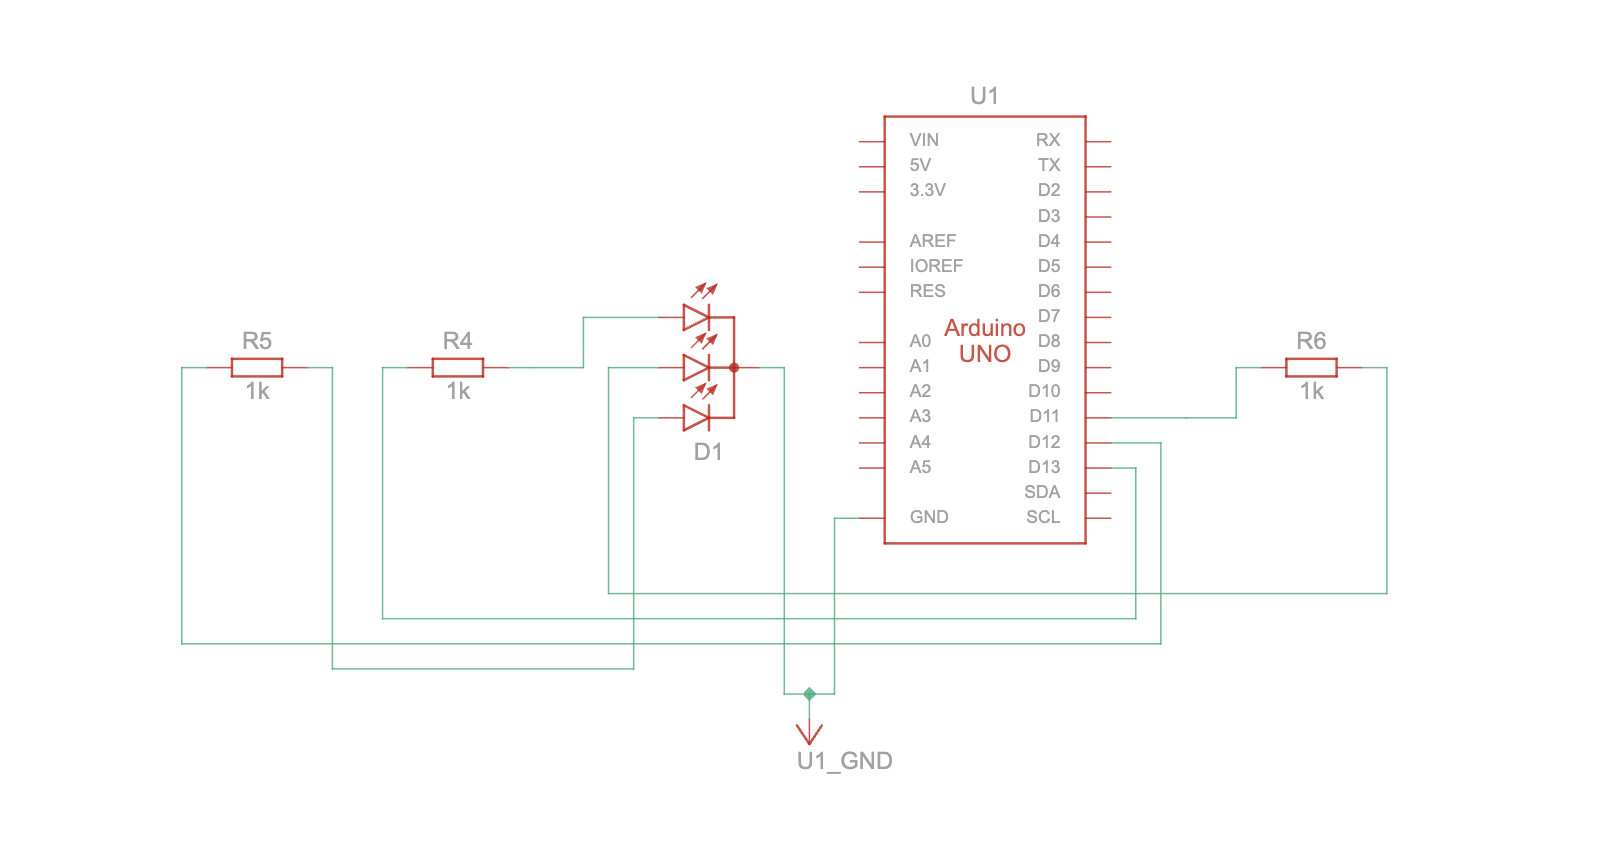 U1
VIN RX
5V TX
3.3V D2
D3
AREF D4
IOREF D5
RES D6
D7
Arduino
UNO
A0 D8
A1 D9
A2 D10
A3 D11
A4 D12
A5 D13
SDA
GND SCL
R5
1k
R4
1k
D1
R6
1k
U1_GND